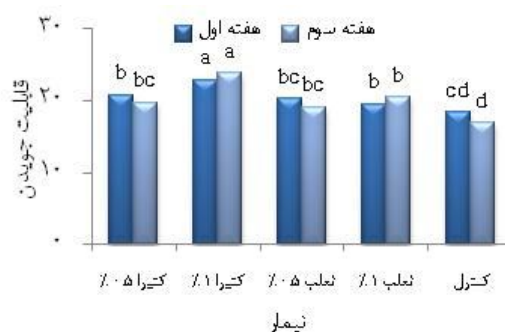 ۳۰
هفته اول
هفته سوم
a a
b bc
bc bc
b b
cd d
۲۰
۱۰
۰
قابلیت جویدن
کتیرا ۰.۵٪
کتیرا ۱٪
ثعلب ۰.۵٪
ثعلب ۱٪
کنترل
تیمار